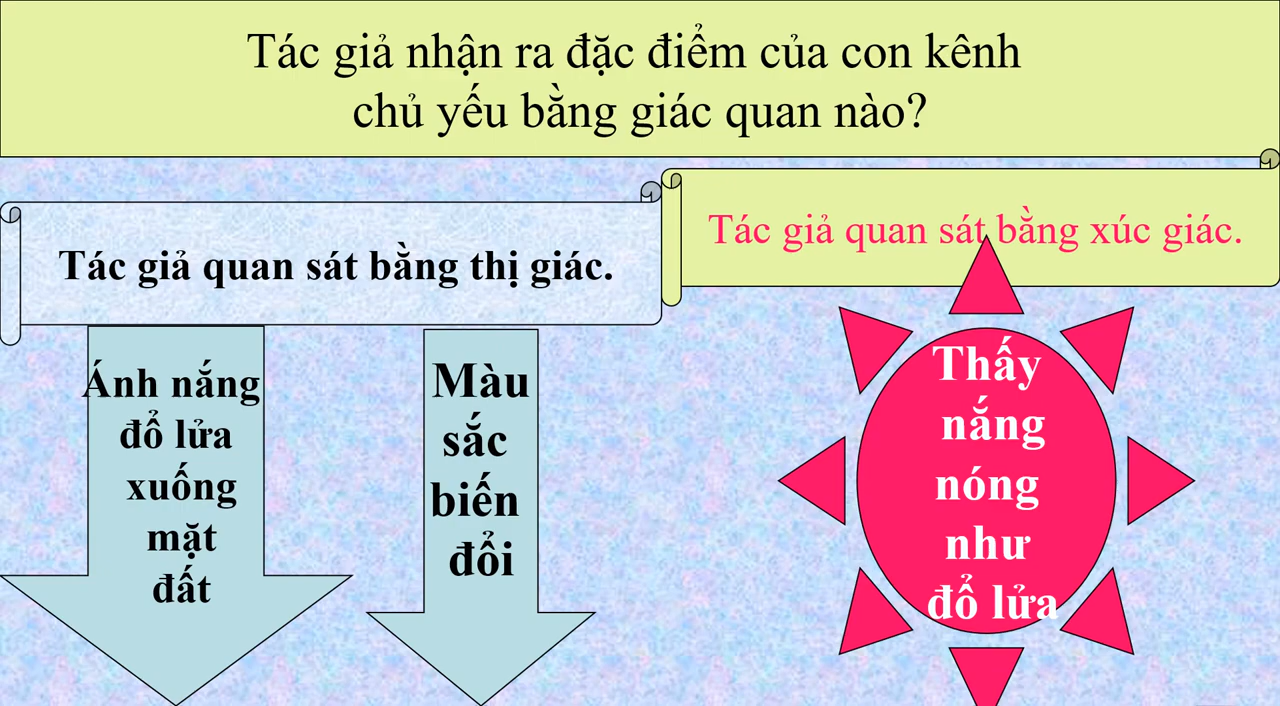 Tác giả nhận ra đặc điểm của con kênh
chủ yếu bằng giác quan nào?
Tác giả quan sát bằng thị giác.
Tác giả quan sát bằng xúc giác.
Ánh nắng
đổ lửa
xuống
mặt
đất
Màu
sắc
biến
đổi
Thấy
nắng
nóng
như
đổ lửa